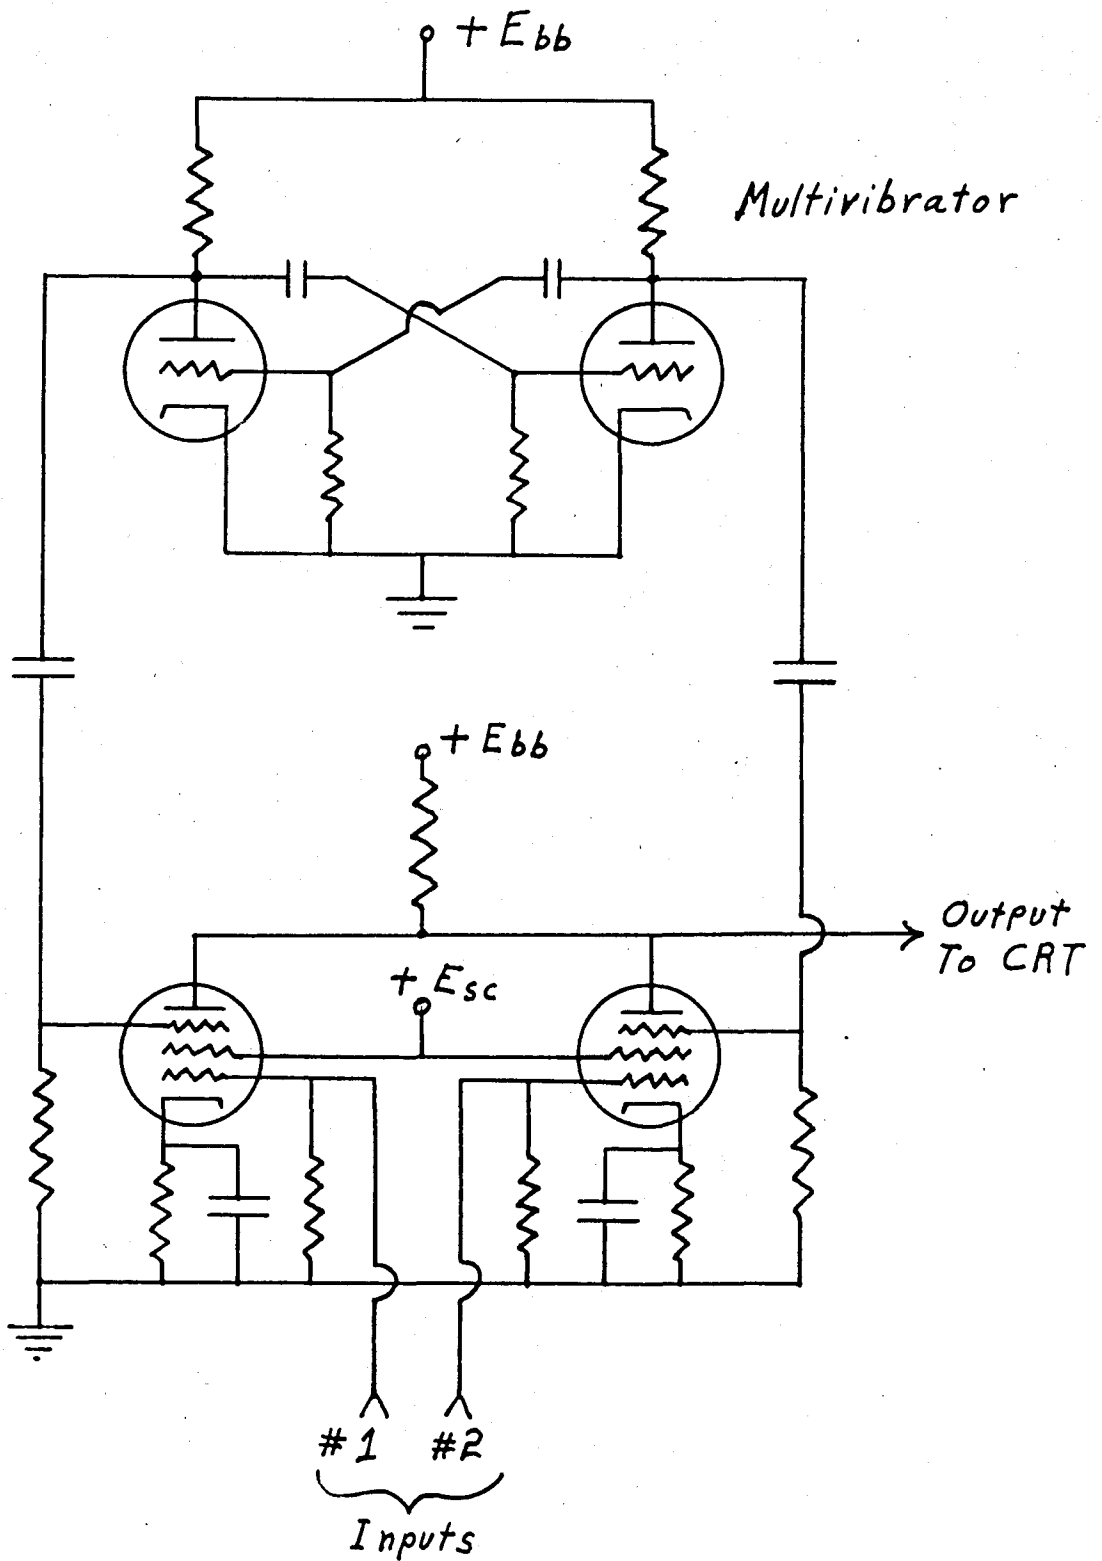 + Ebb
Multivibrator
+ Ebb
Output
To CRT
+ Esc
#1 #2
Inputs